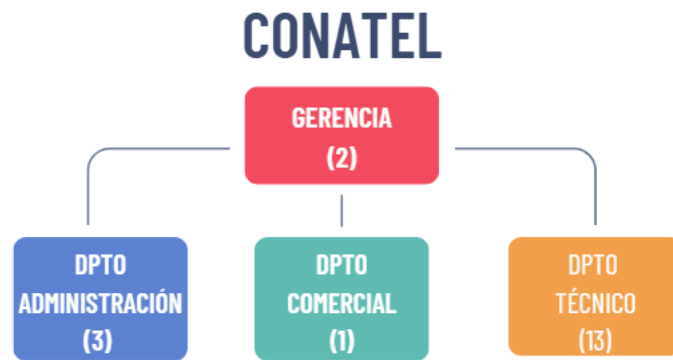 CONATEL
GERENCIA
(2)
DPTO
ADMINISTRACIÓN
(3)
DPTO
COMERCIAL
(1)
DPTO
TÉCNICO
(13)